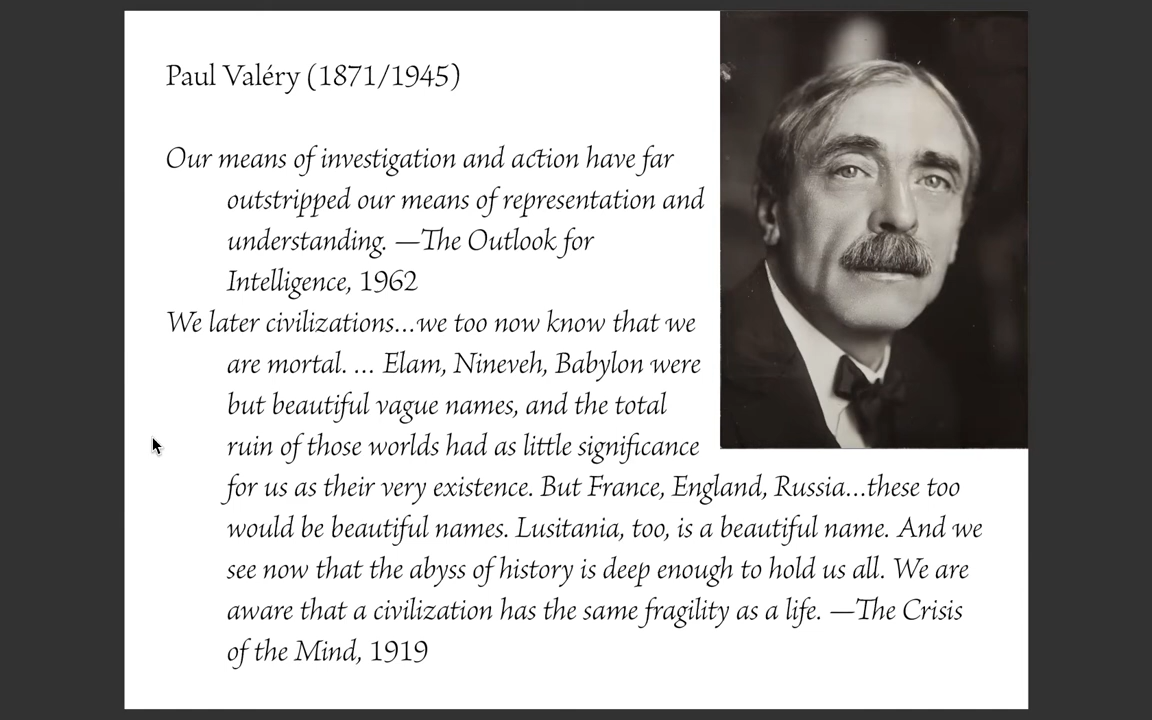 Paul Valéry (1871/1945)
Our means of investigation and action have far
outstripped our means of representation and
understanding. —The Outlook for
Intelligence, 1962
We later civilizations...we too now know that we
are mortal. ... Elam, Nineveh, Babylon were
but beautiful vague names, and the total
ruin of those worlds had as little significance
for us as their very existence. But France, England, Russia...these too
would be beautiful names. Lusitania, too, is a beautiful name. And we
see now that the abyss of history is deep enough to hold us all. We are
aware that a civilization has the same fragility as a life. —The Crisis
of the Mind, 1919